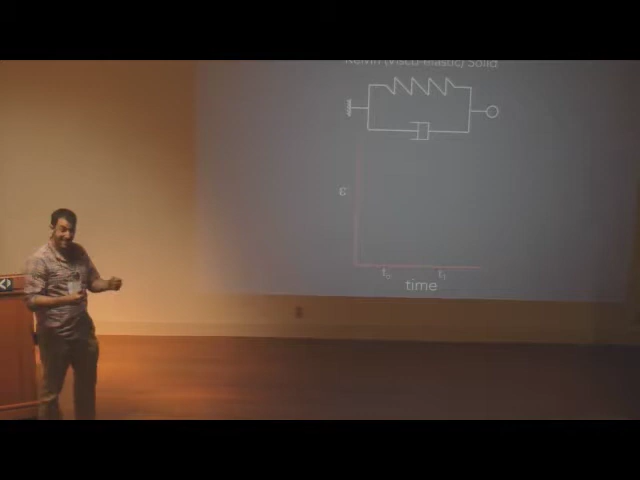 Kelvin (Visco-elastic) Solid
ε
t₀ t₁
time